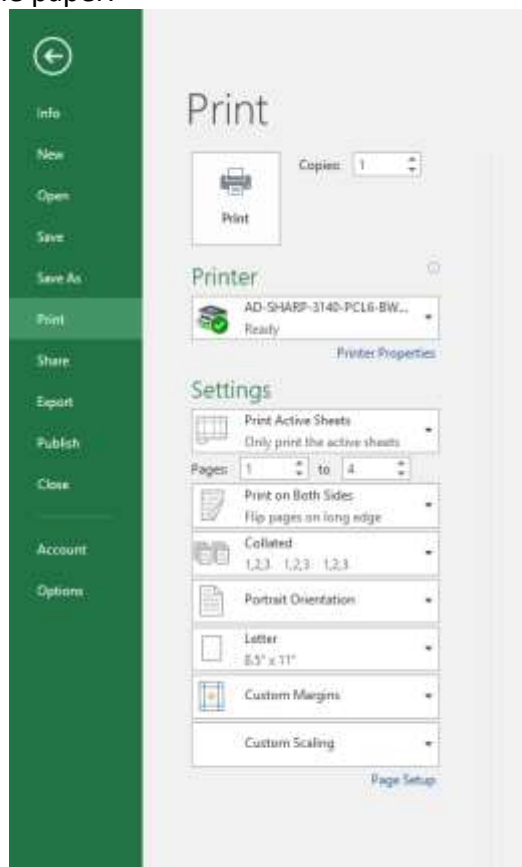 Info
New
Open
Save
Save As
Print
Share
Export
Publish
Close
Account
Options
Print
Copies: 1
Print
Printer
AD-SHARP-3140-PCL6-BW...
Ready
Printer Properties
Settings
Print Active Sheets
Only print the active sheets
Pages: 1 to 4
Print on Both Sides
Flip pages on long edge
Collated
1,2,3 1,2,3 1,2,3
Portrait Orientation
Letter
8.5" x 11"
Custom Margins
Custom Scaling
Page Setup